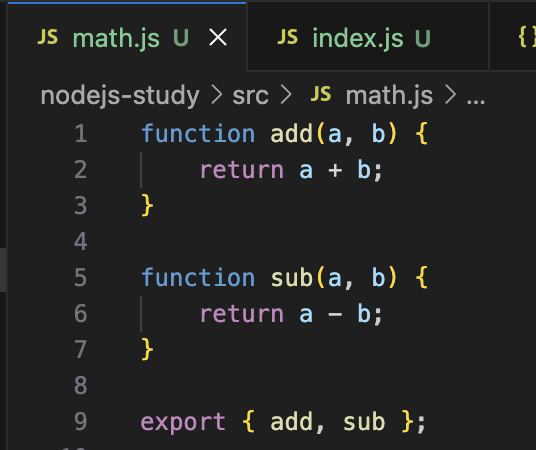 JS math.js U × JS index.js U {}
nodejs-study > src > JS math.js > ...
1 function add(a, b) {
2 return a + b;
3 }
4
5 function sub(a, b) {
6 return a - b;
7 }
8
9 export { add, sub };